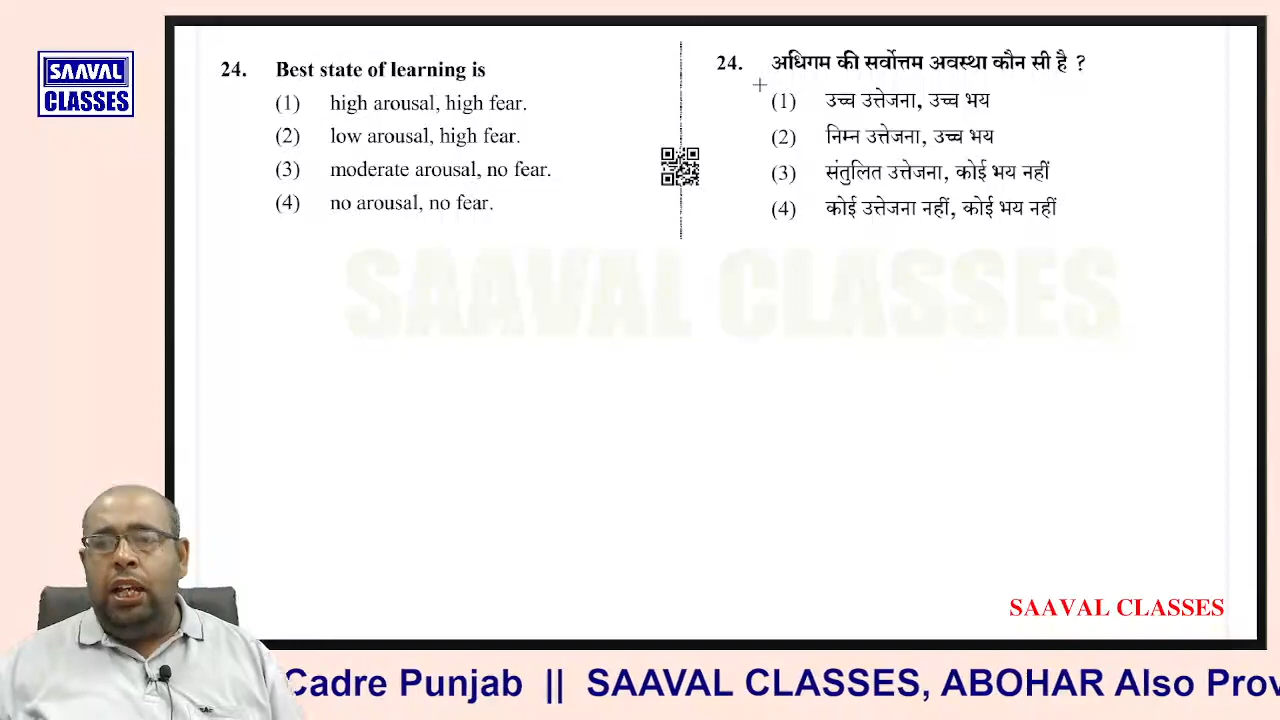 SAAVAL
CLASSES
24. Best state of learning is
(1) high arousal, high fear.
(2) low arousal, high fear.
(3) moderate arousal, no fear.
(4) no arousal, no fear.
24. अधिगम की सर्वोत्तम अवस्था कौन सी है ?
(1) उच्च उत्तेजना, उच्च भय
(2) निम्न उत्तेजना, उच्च भय
(3) संतुलित उत्तेजना, कोई भय नहीं
(4) कोई उत्तेजना नहीं, कोई भय नहीं
SAAVAL CLASSES
SAAVAL CLASSES
Cadre Punjab || SAAVAL CLASSES, ABOHAR Also Prov